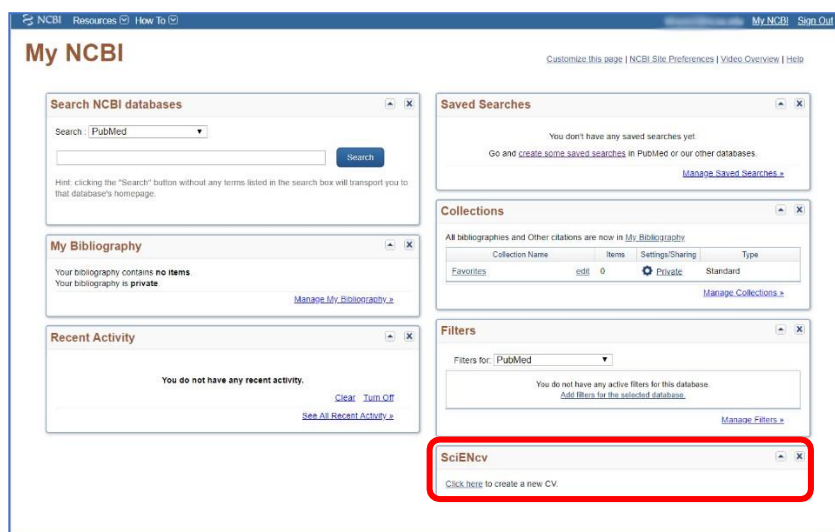 NCBI Resources How To My NCBI Sign Out
My NCBI
Customize this page | NCBI Site Preferences | Video Overview | Help
Search NCBI databases
Search : PubMed
Search
Hint: clicking the "Search" button without any terms listed in the search box will transport you to
that database's homepage.
My Bibliography
Your bibliography contains no items.
Your bibliography is private.
Manage My Bibliography »
Recent Activity
You do not have any recent activity.
Clear Turn Off
See All Recent Activity »
Saved Searches
You don't have any saved searches yet.
Go and create some saved searches in PubMed or our other databases.
Manage Saved Searches »
Collections
All bibliographies and Other citations are now in My Bibliography
Collection Name Items Settings/Sharing Type
Favorites edit 0 Private Standard
Manage Collections »
Filters
Filters for: PubMed
You do not have any active filters for this database.
Add filters for the selected database.
Manage Filters »
SciENcv
Click here to create a new CV.